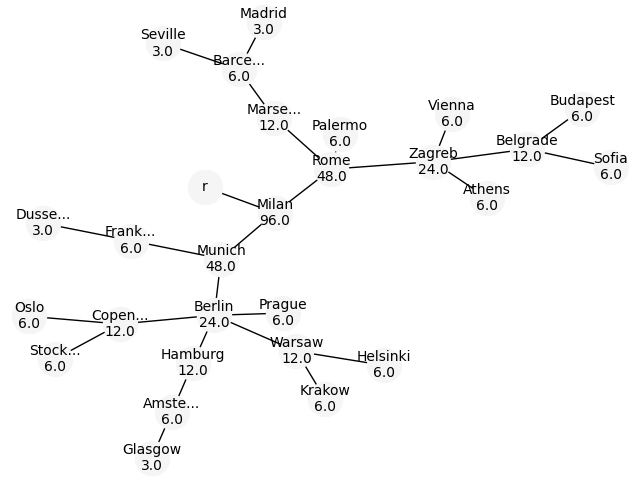 Madrid
3.0
Seville
3.0
Barce...
6.0
Marse...
12.0
Palermo
6.0
Vienna
6.0
Budapest
6.0
Belgrade
12.0
Sofia
6.0
Zagreb
24.0
Rome
48.0
Athens
6.0
r
Milan
96.0
Dusse...
3.0
Frank...
6.0
Munich
48.0
Oslo
6.0
Copen...
12.0
Berlin
24.0
Prague
6.0
Stock...
6.0
Hamburg
12.0
Warsaw
12.0
Helsinki
6.0
Krakow
6.0
Amste...
6.0
Glasgow
3.0